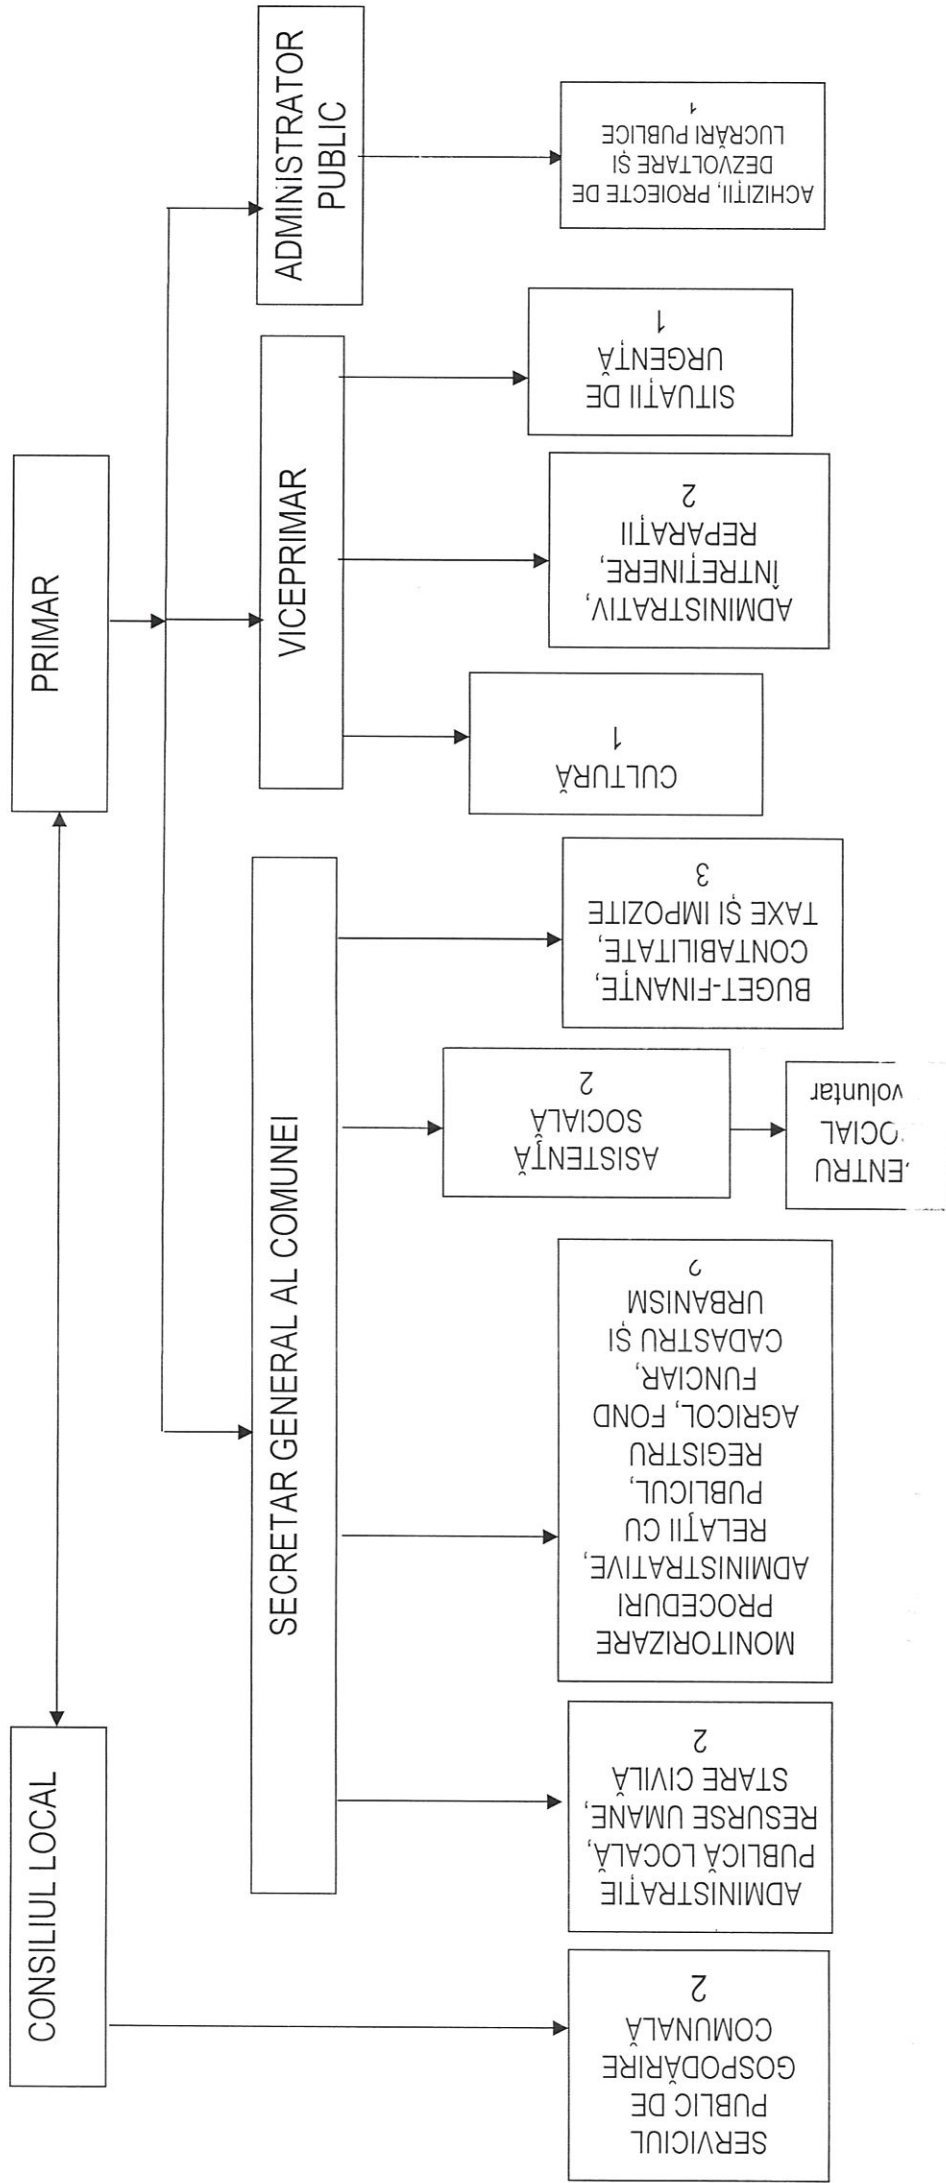 CONSILIUL LOCAL
PRIMAR
SECRETAR GENERAL AL COMUNEI
VICEPRIMAR
ADMINISTRATOR
PUBLIC
SERVICIUL
PUBLIC DE
GOSPODĂRIRE
COMUNALĂ
2
ADMINISTRAȚIE
PUBLICĂ LOCALĂ,
RESURSE UMANE,
STARE CIVILĂ
2
MONITORIZARE
PROCEDURI
ADMINISTRATIVE,
RELAȚII CU
PUBLICUL,
REGISTRU
AGRICOL, FOND
FUNCIAR,
CADASTRU ȘI
URBANISM
ASISTENȚĂ
SOCIALĂ
2
ENTRU
OCIAL
voluntar
BUGET-FINANȚE,
CONTABILITATE,
TAXE ȘI IMPOZITE
3
CULTURĂ
1
ADMINISTRATIV,
ÎNTREȚINERE,
REPARAȚII
2
SITUAȚII DE
URGENȚĂ
1
ACHIZIȚII, PROIECTE DE
DEZVOLTARE ȘI
LUCRĂRI PUBLICE
1